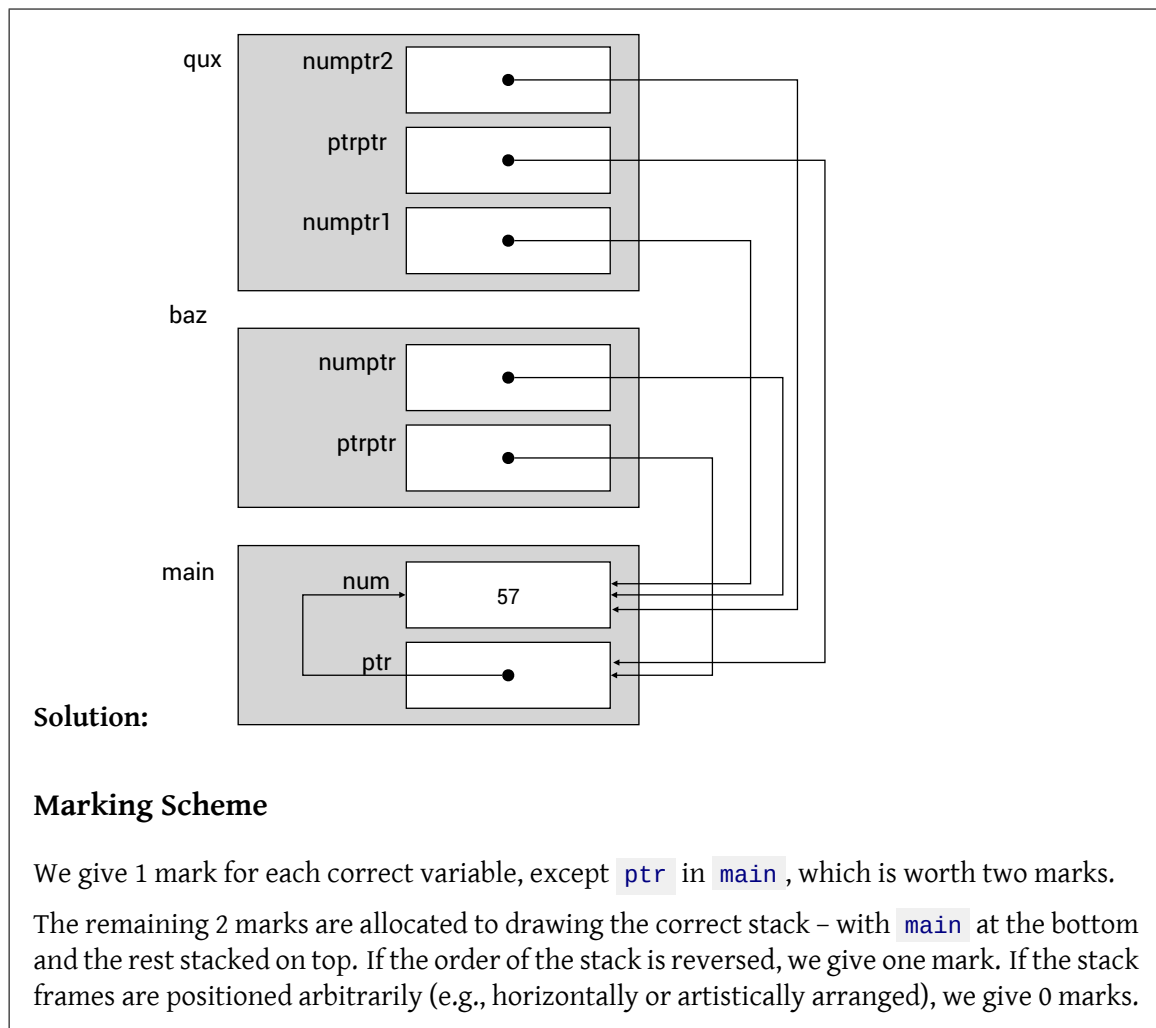 qux
numptr2
ptrptr
numptr1
baz
numptr
ptrptr
main
num
57
ptr
Solution:
Marking Scheme
We give 1 mark for each correct variable, except ptr in main , which is worth two marks.
The remaining 2 marks are allocated to drawing the correct stack – with main at the bottom
and the rest stacked on top. If the order of the stack is reversed, we give one mark. If the stack
frames are positioned arbitrarily (e.g., horizontally or artistically arranged), we give 0 marks.